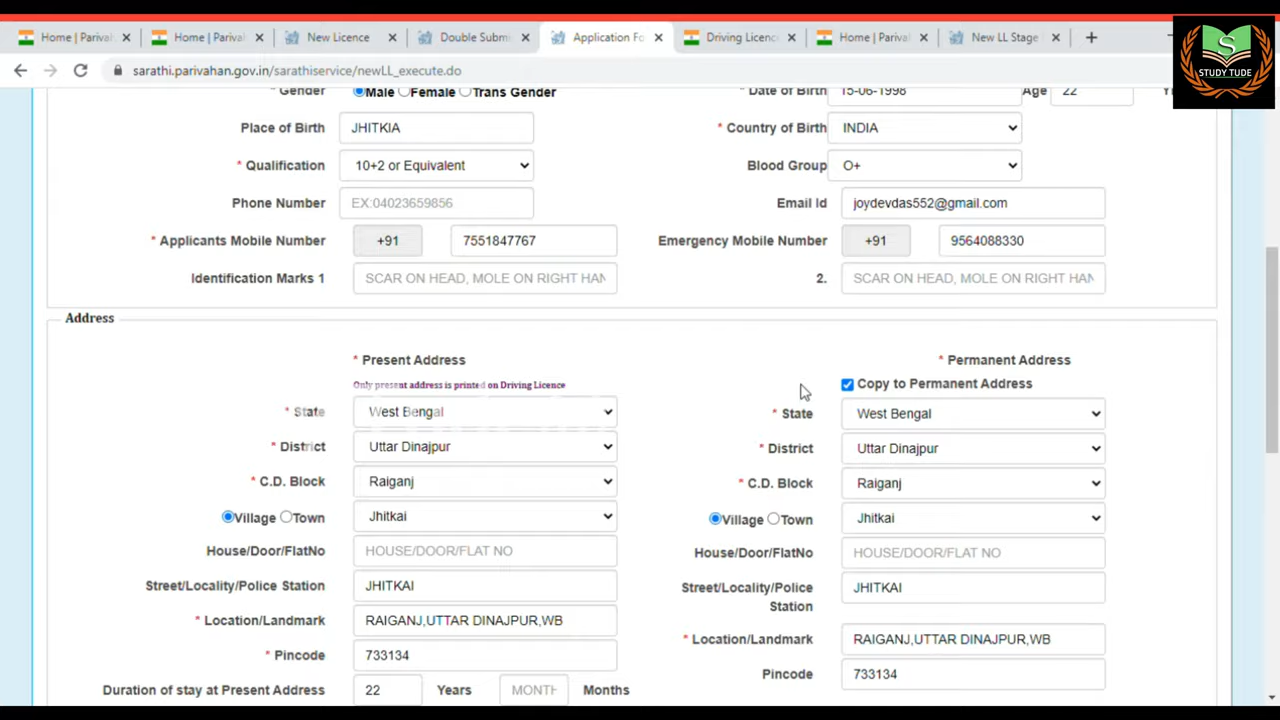 Home | Parivah
Home | Parivah
New Licence
Double Subm
Application Fo
Driving Licenc
Home | Parivah
New LL Stage
S
STUDY TUDE
sarathi.parivahan.gov.in/sarathiservice/newLL_execute.do
* Gender Male Female Trans Gender * Date of Birth 15-06-1998 Age 22
Place of Birth JHITKIA * Country of Birth INDIA
* Qualification 10+2 or Equivalent Blood Group O+
Phone Number EX:04023659856 Email Id joydevdas552@gmail.com
* Applicants Mobile Number +91 7551847767 Emergency Mobile Number +91 9564088330
Identification Marks 1 SCAR ON HEAD, MOLE ON RIGHT HAN 2. SCAR ON HEAD, MOLE ON RIGHT HAN
Address
* Present Address * Permanent Address
Only present address is printed on Driving Licence Copy to Permanent Address
* State West Bengal * State West Bengal
* District Uttar Dinajpur * District Uttar Dinajpur
* C.D. Block Raiganj * C.D. Block Raiganj
Village Town Jhitkai Village Town Jhitkai
House/Door/FlatNo HOUSE/DOOR/FLAT NO House/Door/FlatNo HOUSE/DOOR/FLAT NO
Street/Locality/Police Station JHITKAI Street/Locality/Police Station JHITKAI
* Location/Landmark RAIGANJ,UTTAR DINAJPUR,WB * Location/Landmark RAIGANJ,UTTAR DINAJPUR,WB
* Pincode 733134 Pincode 733134
Duration of stay at Present Address 22 Years MONTH Months